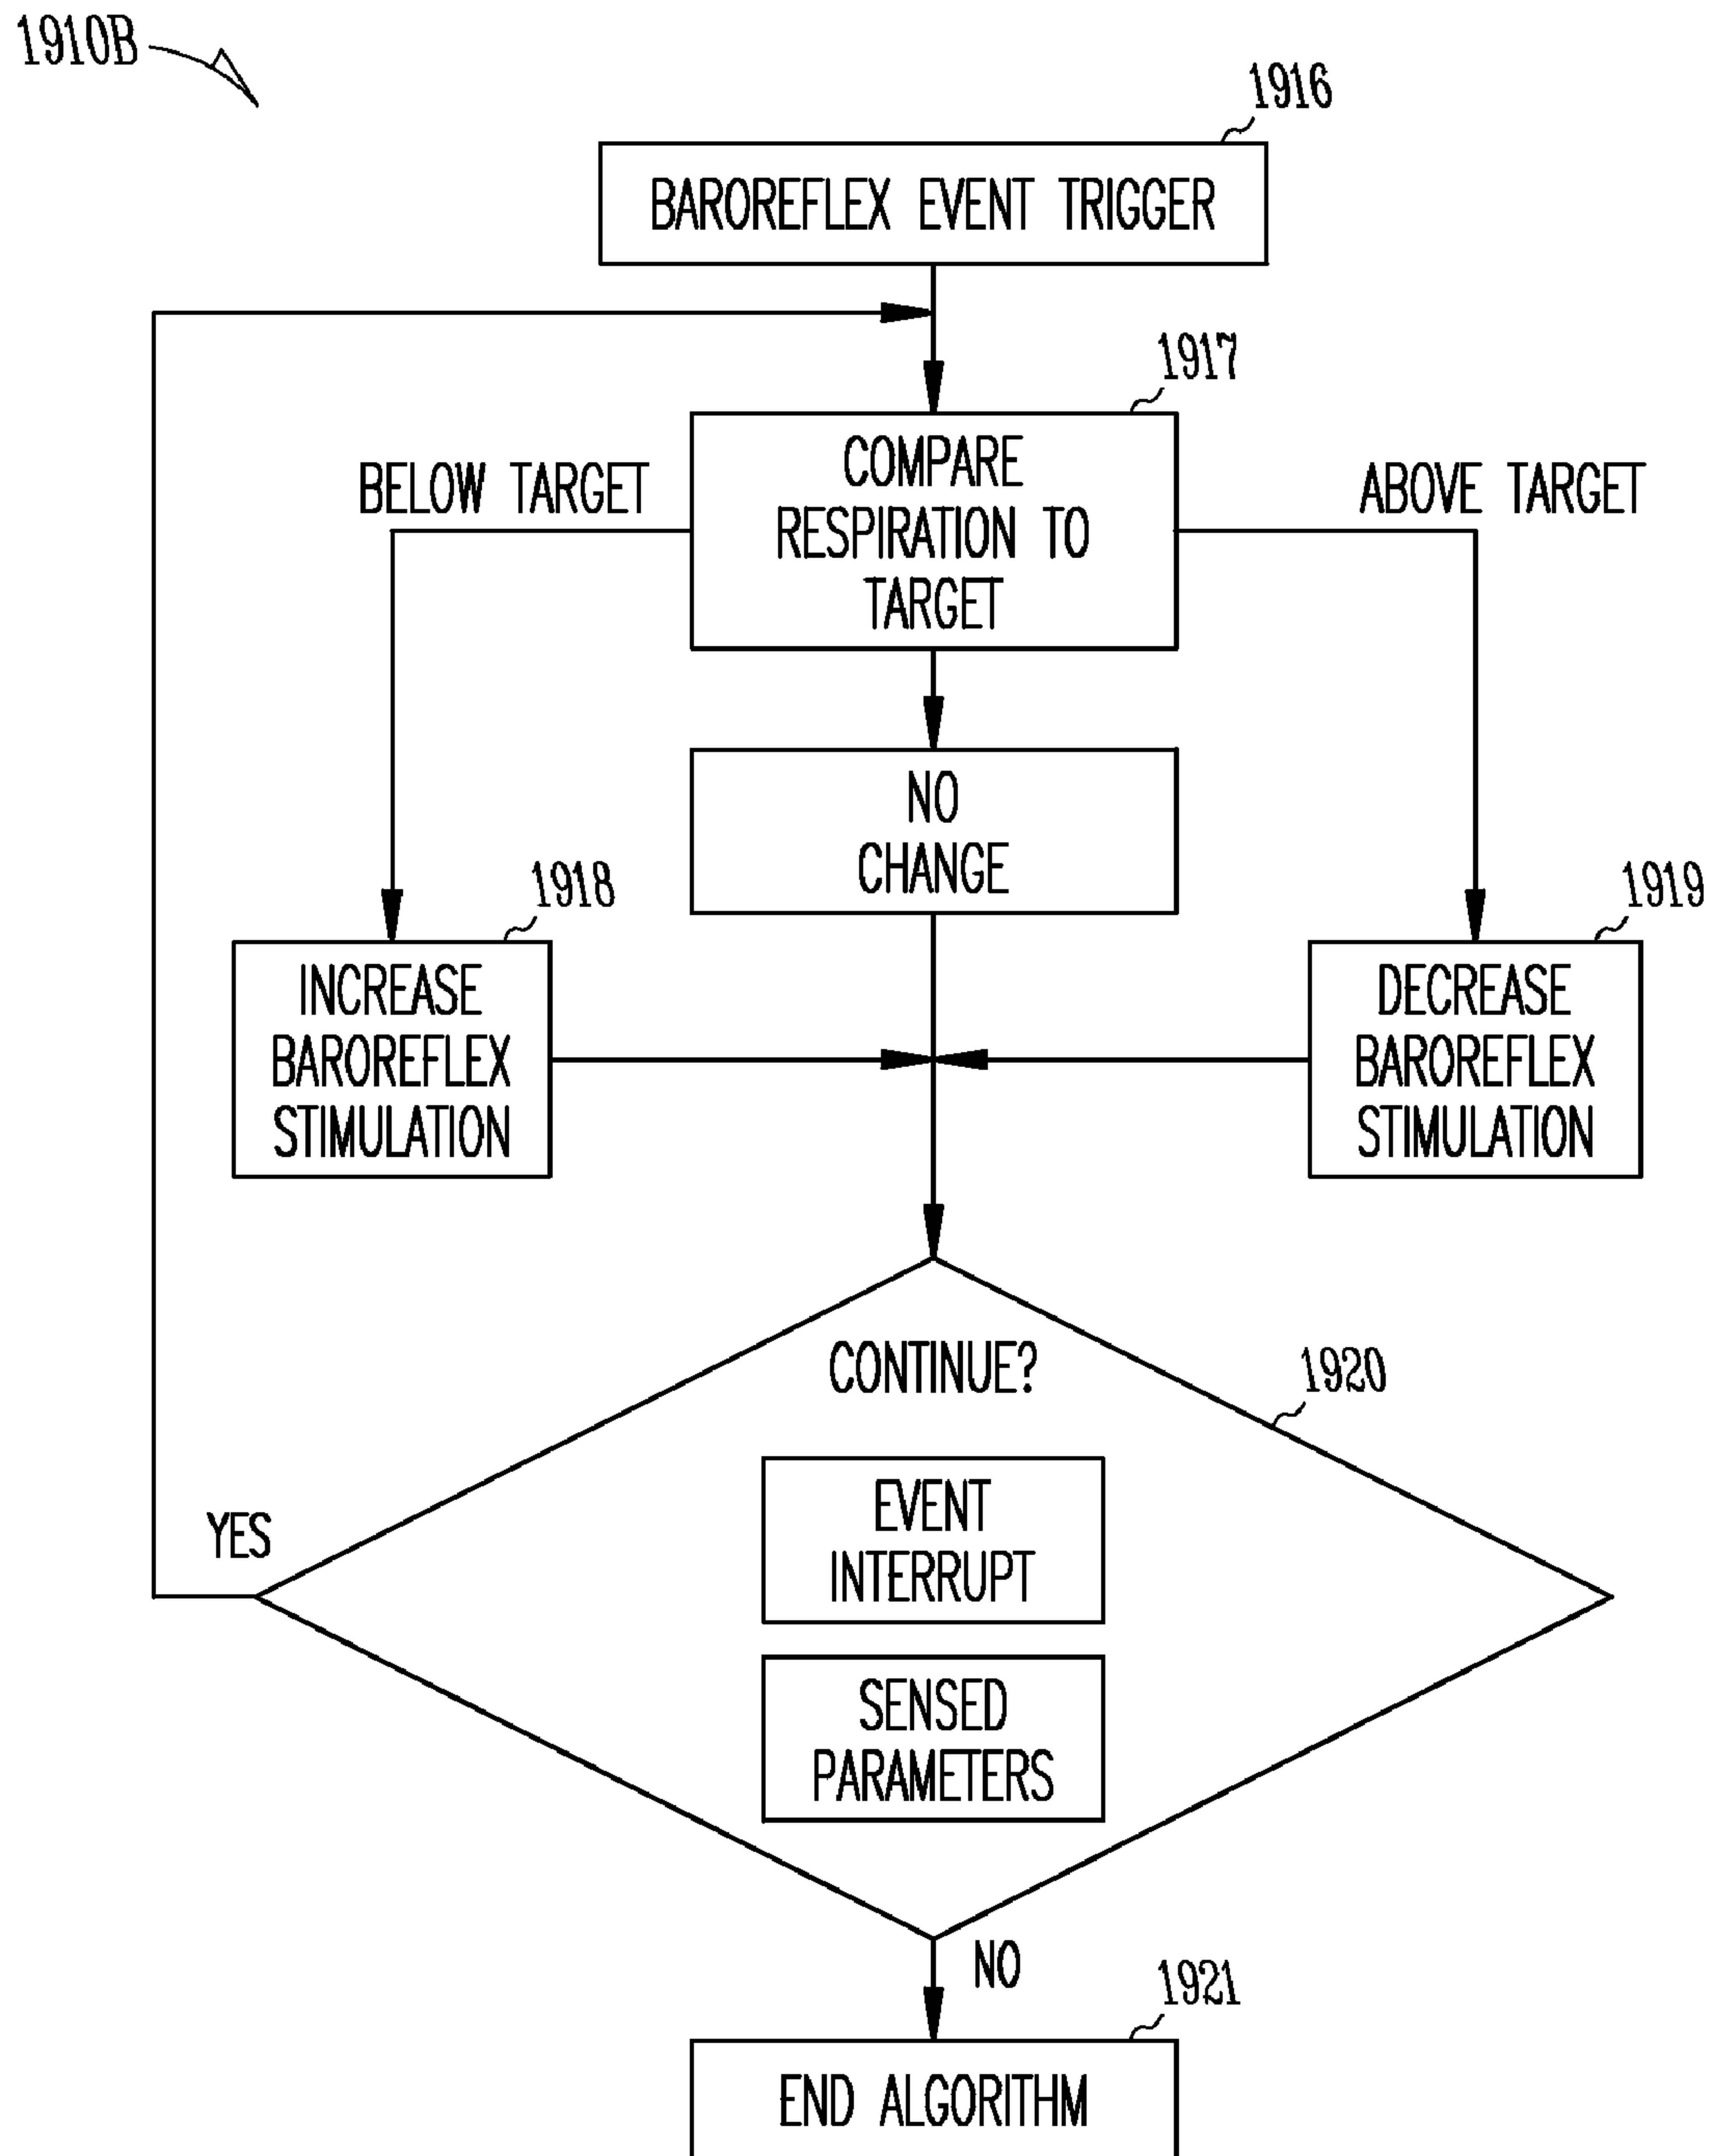 1910B
1916
BAROREFLEX EVENT TRIGGER
1917
COMPARE
RESPIRATION TO
TARGET
BELOW TARGET
ABOVE TARGET
NO
CHANGE
1918
INCREASE
BAROREFLEX
STIMULATION
1919
DECREASE
BAROREFLEX
STIMULATION
CONTINUE?
1920
EVENT
INTERRUPT
YES
SENSED
PARAMETERS
NO
1921
END ALGORITHM